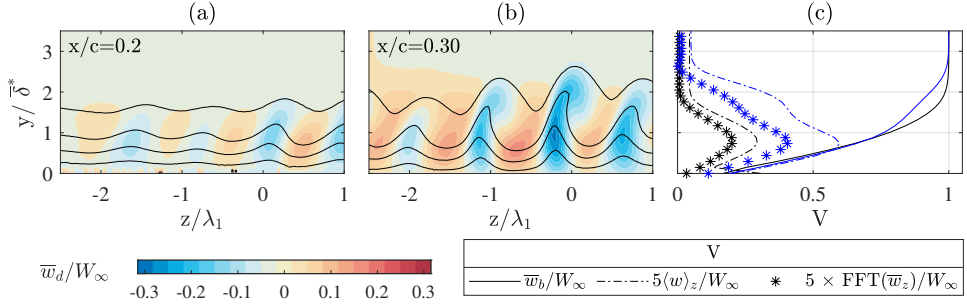 (a) (b) (c)
x/c=0.2 x/c=0.30
y/δ̅*
3
2
1
0
-2 -1 0 1 -2 -1 0 1 0 0.5 1
z/λ₁ z/λ₁ V
w̅_d/W_∞
-0.3 -0.2 -0.1 0 0.1 0.2 0.3
V
w̅_b/W_∞ 5⟨w⟩_z/W_∞ 5 × FFT(w̅_z)/W_∞